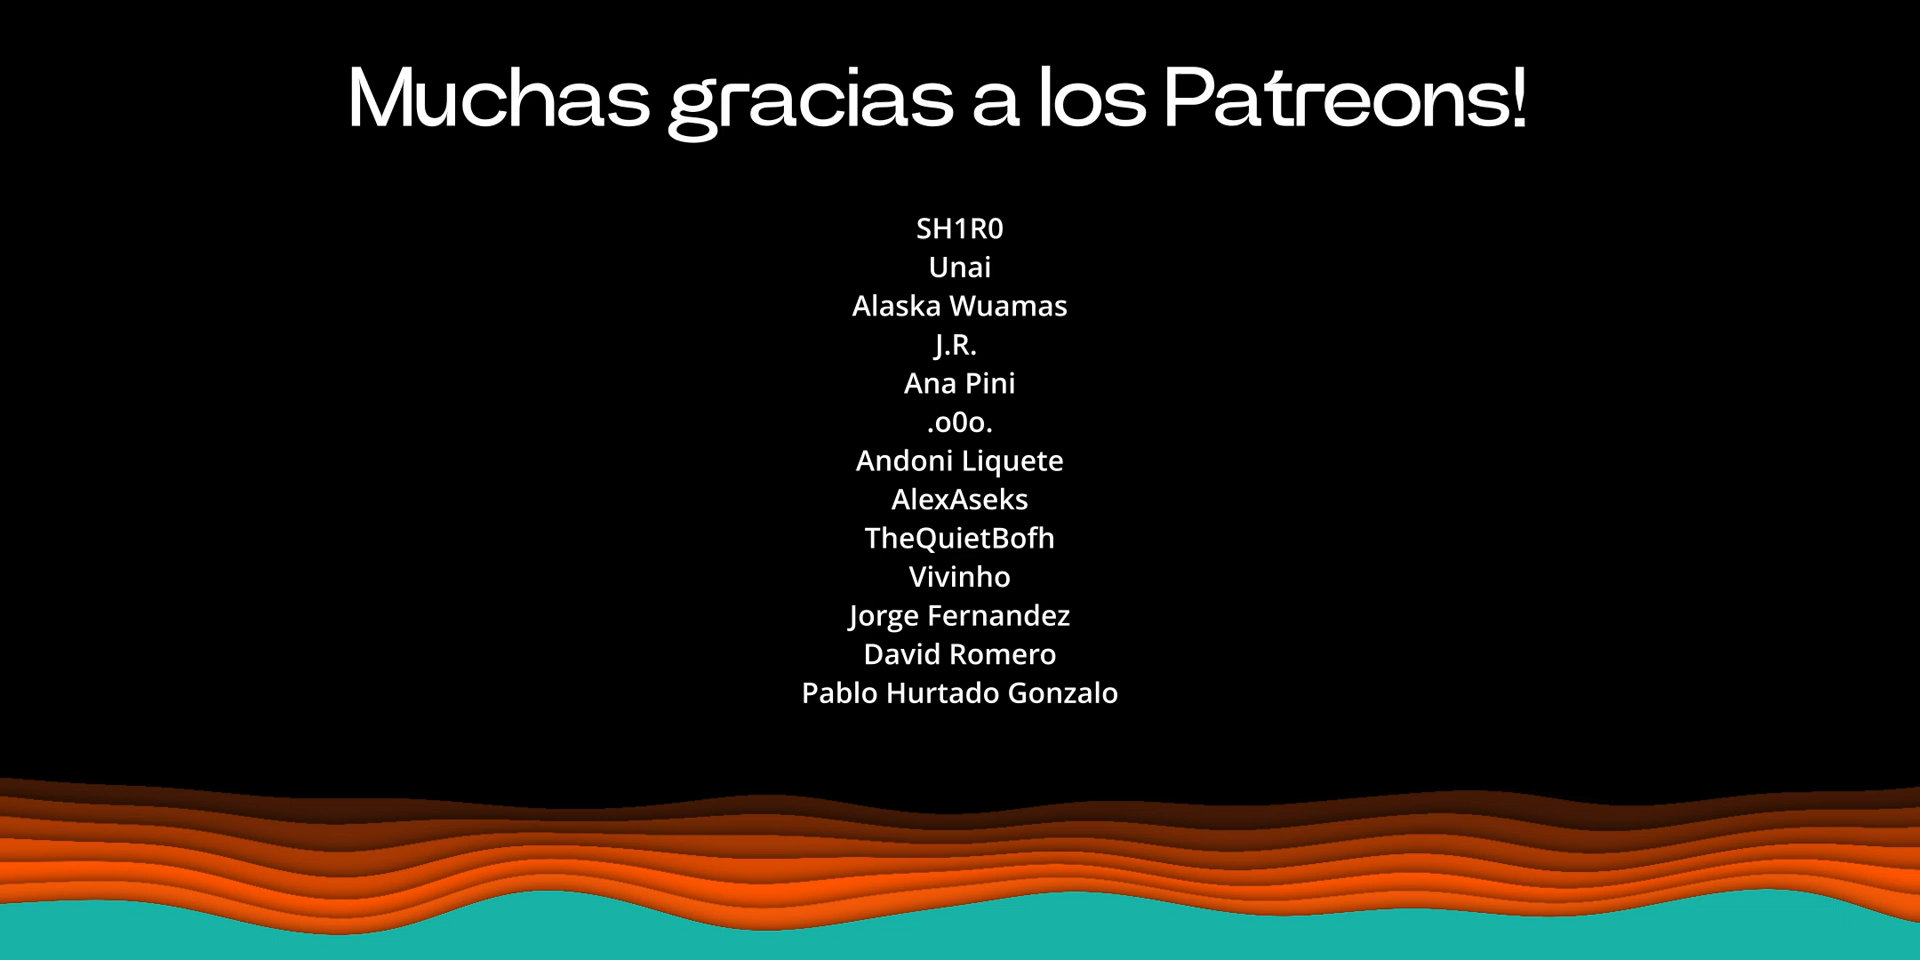 Muchas gracias a los Patreons!
SH1R0
Unai
Alaska Wuamas
J.R.
Ana Pini
.o0o.
Andoni Liquete
AlexAseks
TheQuietBofh
Vivinho
Jorge Fernandez
David Romero
Pablo Hurtado Gonzalo